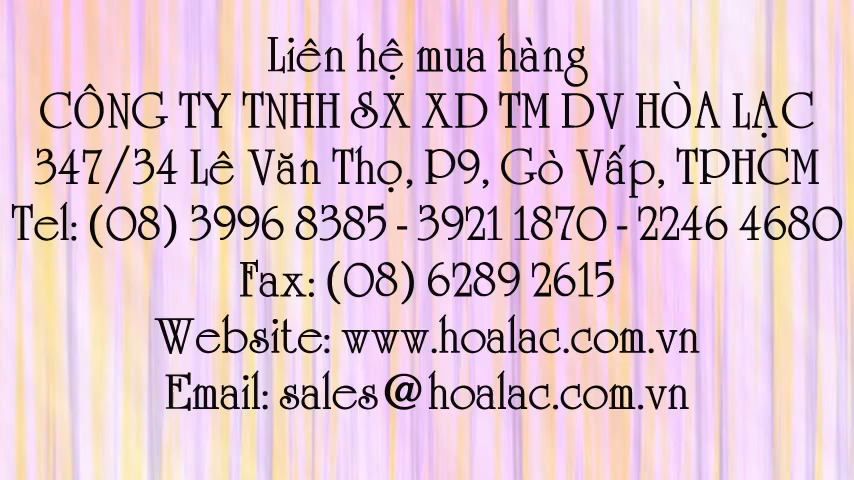 Liên hệ mua hàng
CÔNG TY TNHH SX XD TM DV HÒA LẠC
347/34 Lê Văn Thọ, P9, Gò Vấp, TPHCM
Tel: (08) 3996 8385 - 3921 1870 - 2246 4680
Fax: (08) 6289 2615
Website: www.hoalac.com.vn
Email: sales@hoalac.com.vn